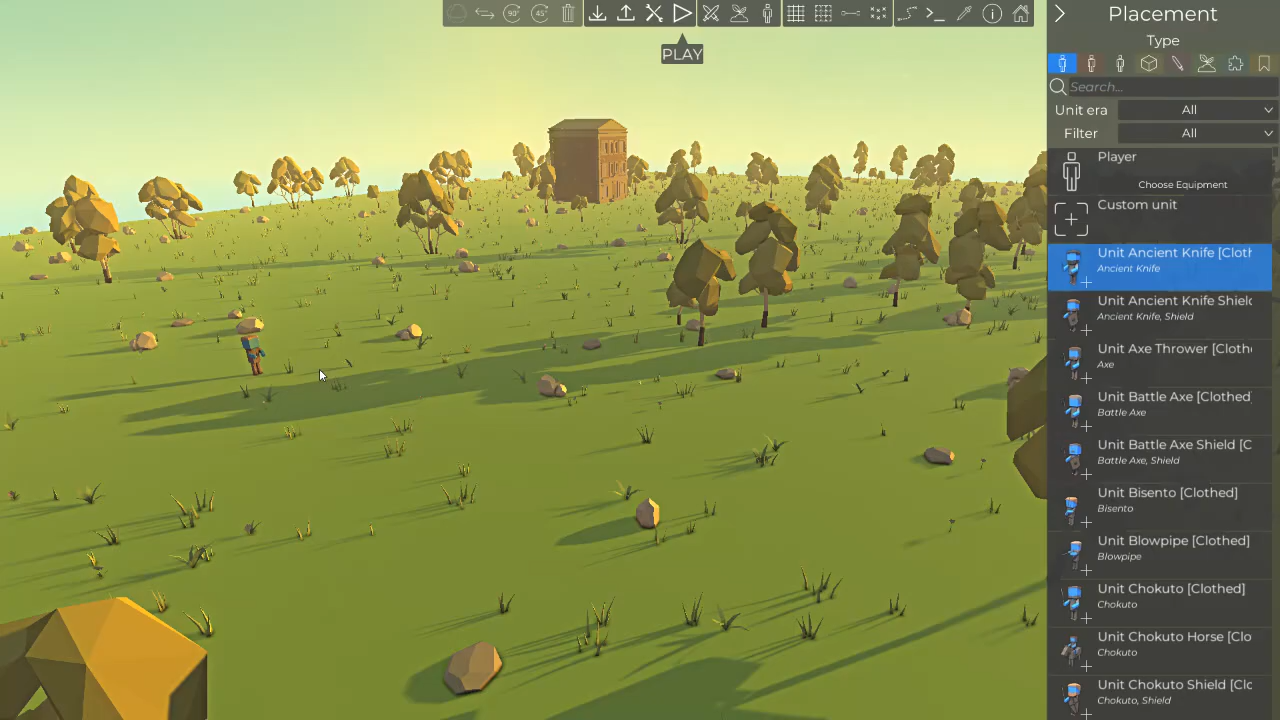 90°
45°
PLAY
Placement
Type
Search...
Unit era
All
Filter
All
Player
Choose Equipment
Custom unit
Unit Ancient Knife [Cloth
Ancient Knife
Unit Ancient Knife Shield
Ancient Knife, Shield
Unit Axe Thrower [Cloth
Axe
Unit Battle Axe [Clothed]
Battle Axe
Unit Battle Axe Shield [C
Battle Axe, Shield
Unit Bisento [Clothed]
Bisento
Unit Blowpipe [Clothed]
Blowpipe
Unit Chokuto [Clothed]
Chokuto
Unit Chokuto Horse [Clo
Chokuto
Unit Chokuto Shield [Clo
Chokuto, Shield